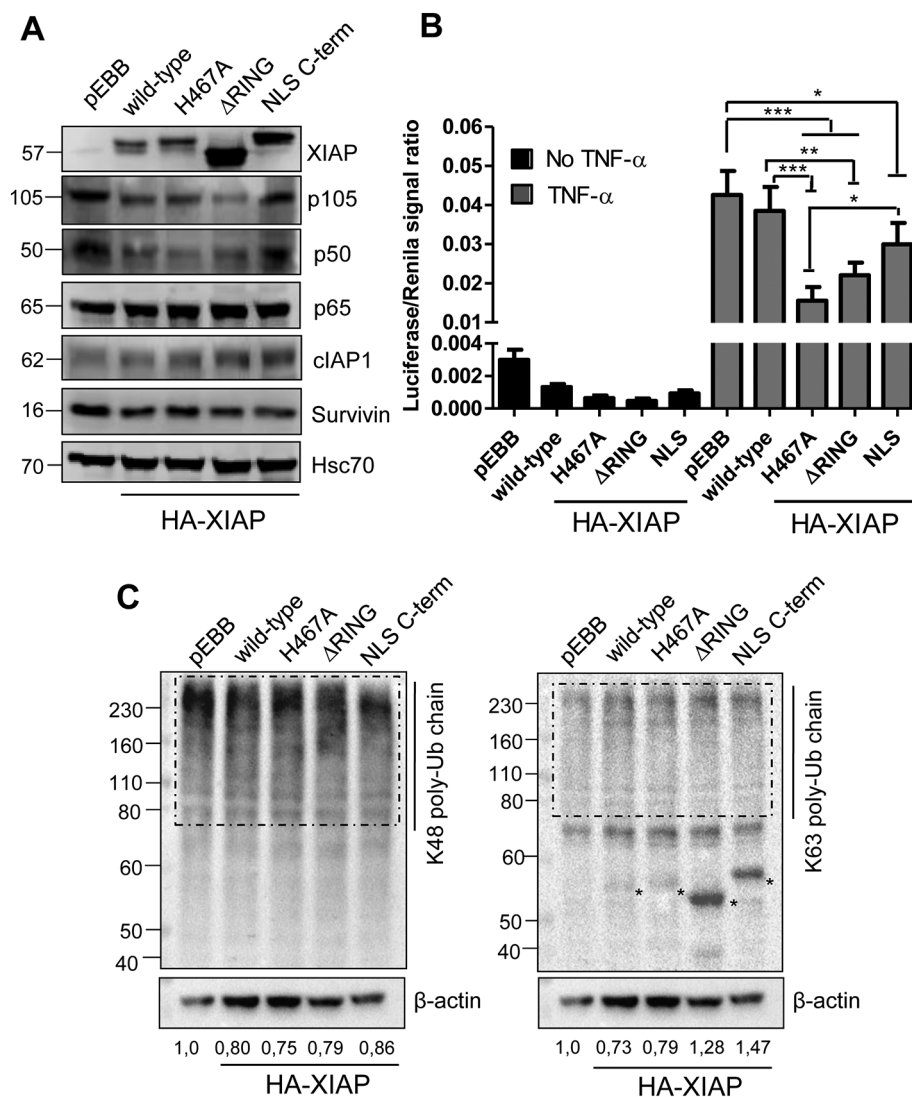 A
pEBB
wild-type
H467A
ΔRING
NLS C-term
57
XIAP
105
p105
50
p50
65
p65
62
cIAP1
16
Survivin
70
Hsc70
HA-XIAP
B
Luciferase/Renila signal ratio
0.06
0.05
0.04
0.03
0.02
0.01
0.004
0.002
0.000
No TNF-α
TNF-α
*
***
**
***
*
pEBB
wild-type
H467A
ΔRING
NLS
pEBB
wild-type
H467A
ΔRING
NLS
HA-XIAP
HA-XIAP
C
pEBB
wild-type
H467A
ΔRING
NLS C-term
230
160
110
80
60
50
40
K48 poly-Ub chain
β-actin
1,0 0,80 0,75 0,79 0,86
HA-XIAP
pEBB
wild-type
H467A
ΔRING
NLS C-term
230
160
110
80
60
50
40
* * * *
K63 poly-Ub chain
β-actin
1,0 0,73 0,79 1,28 1,47
HA-XIAP